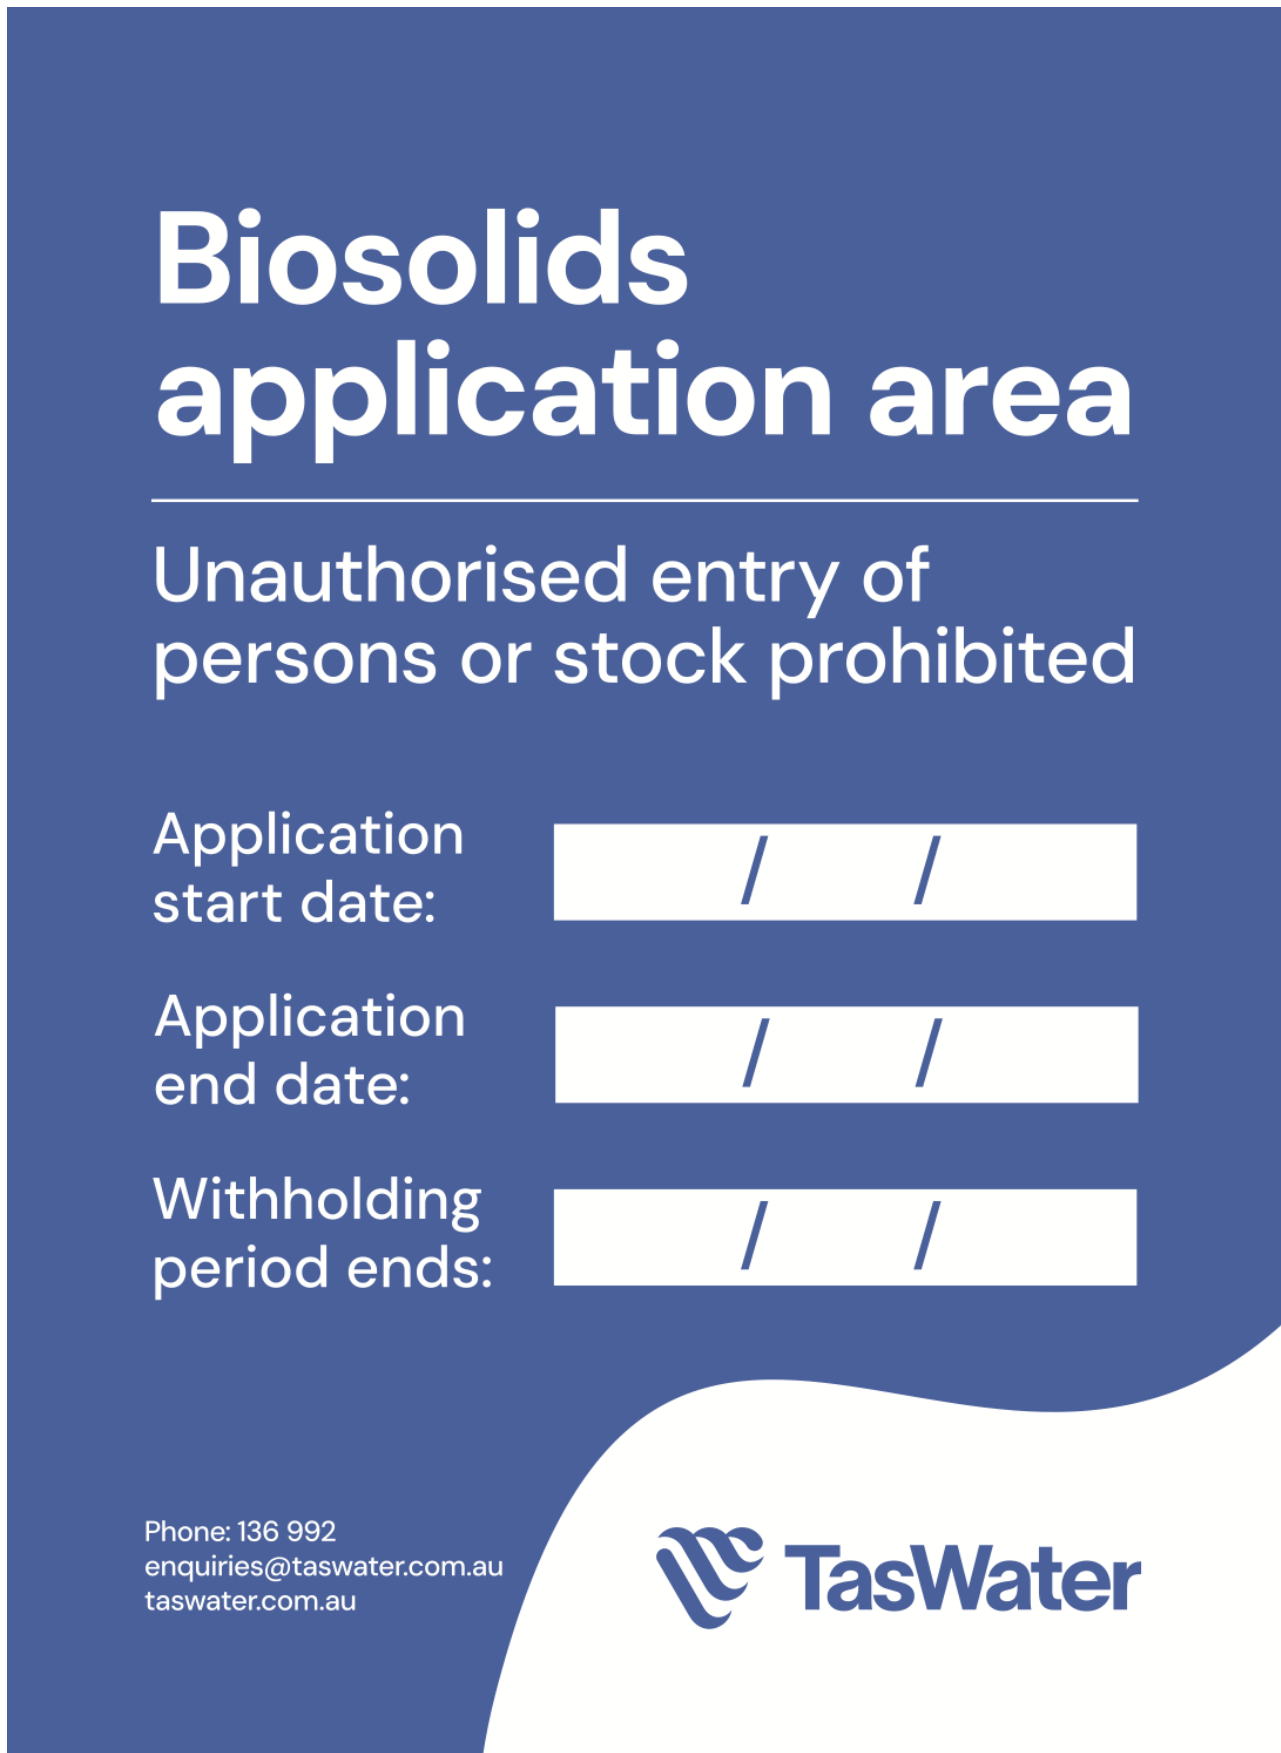 Biosolids
application area
Unauthorised entry of
persons or stock prohibited
Application
start date:
/ /
Application
end date:
/ /
Withholding
period ends:
/ /
Phone: 136 992
enquiries@taswater.com.au
taswater.com.au
TasWater